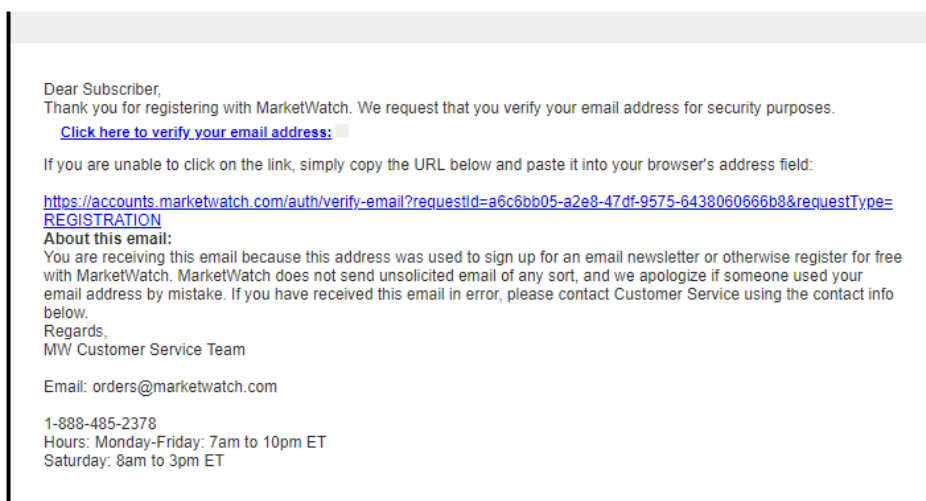 Dear Subscriber,
Thank you for registering with MarketWatch. We request that you verify your email address for security purposes.
Click here to verify your email address:
If you are unable to click on the link, simply copy the URL below and paste it into your browser's address field:
https://accounts.marketwatch.com/auth/verify-email?requestId=a6c6bb05-a2e8-47df-9575-6438060666b8&requestType=
REGISTRATION
About this email:
You are receiving this email because this address was used to sign up for an email newsletter or otherwise register for free
with MarketWatch. MarketWatch does not send unsolicited email of any sort, and we apologize if someone used your
email address by mistake. If you have received this email in error, please contact Customer Service using the contact info
below.
Regards,
MW Customer Service Team
Email: orders@marketwatch.com
1-888-485-2378
Hours: Monday-Friday: 7am to 10pm ET
Saturday: 8am to 3pm ET